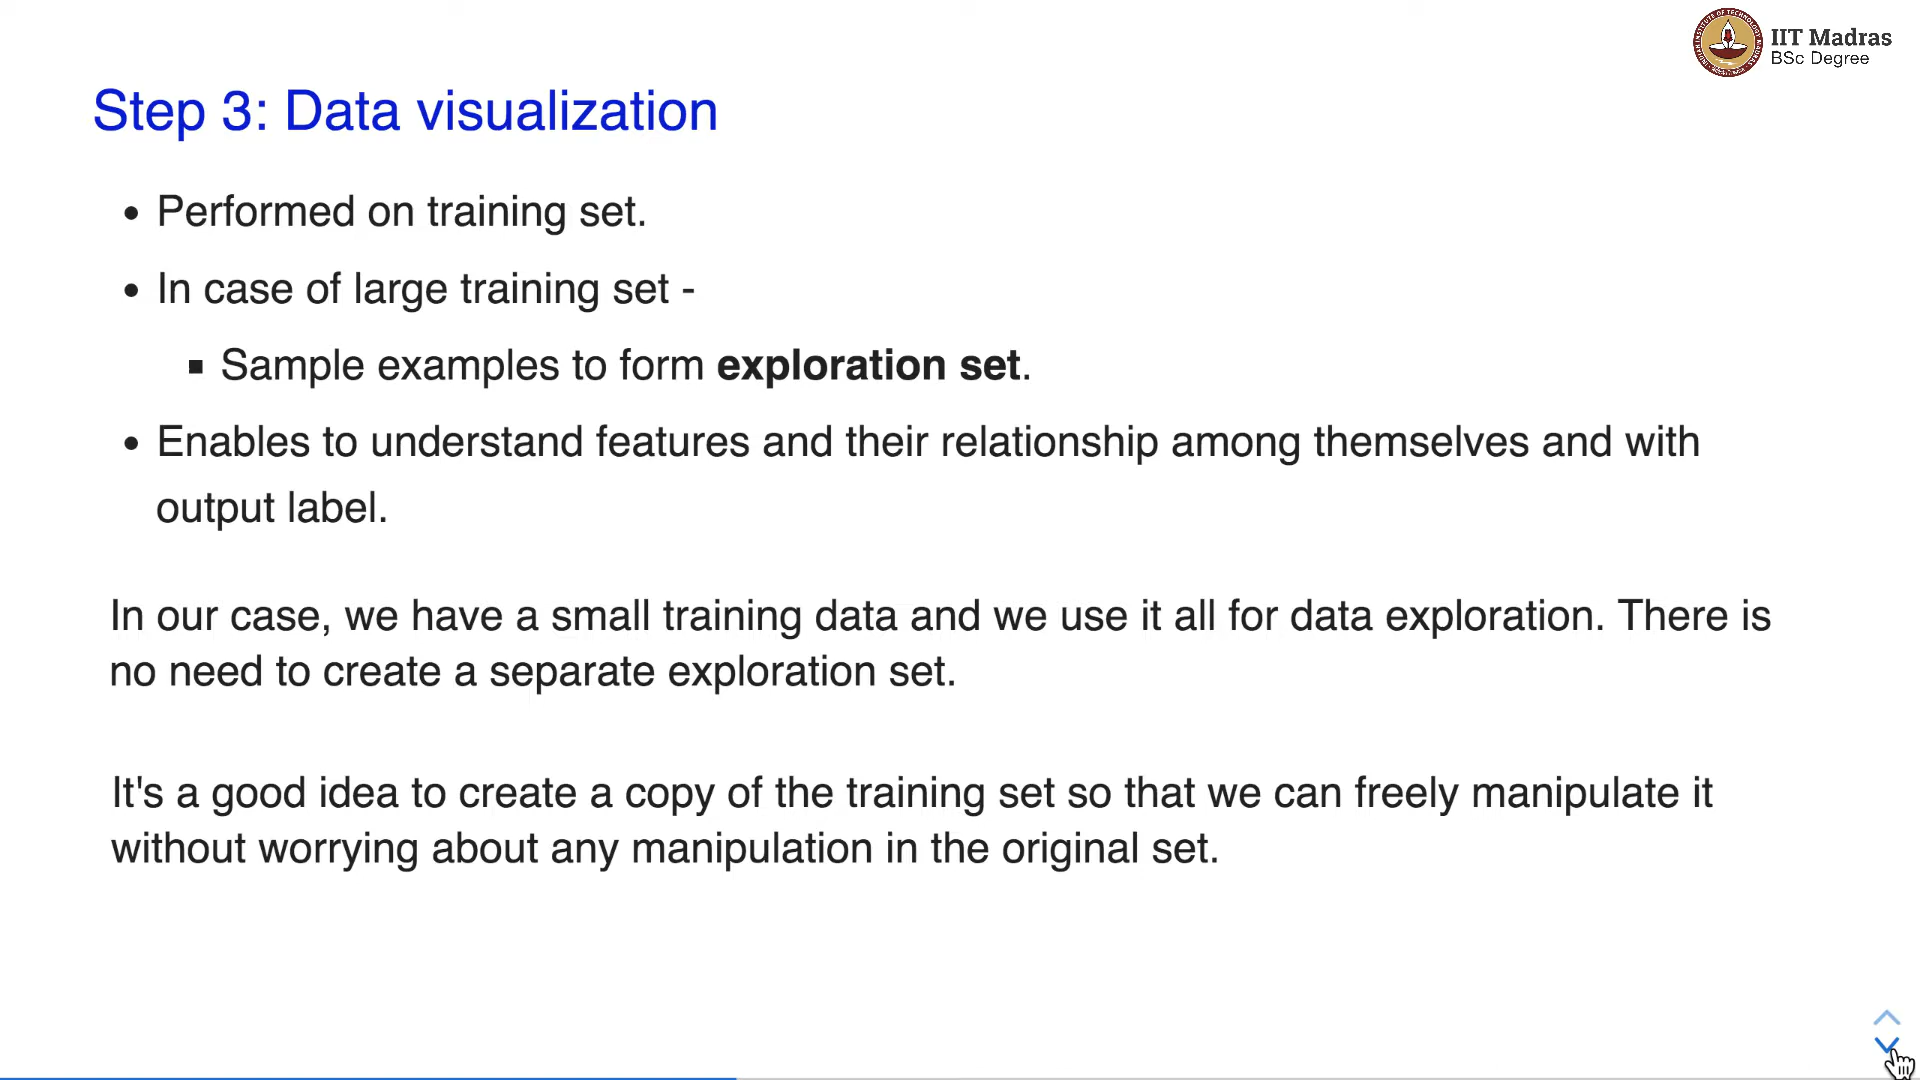 IIT Madras
BSc Degree
Step 3: Data visualization
• Performed on training set.
• In case of large training set -
▪ Sample examples to form exploration set.
• Enables to understand features and their relationship among themselves and with
output label.
In our case, we have a small training data and we use it all for data exploration. There is
no need to create a separate exploration set.
It's a good idea to create a copy of the training set so that we can freely manipulate it
without worrying about any manipulation in the original set.